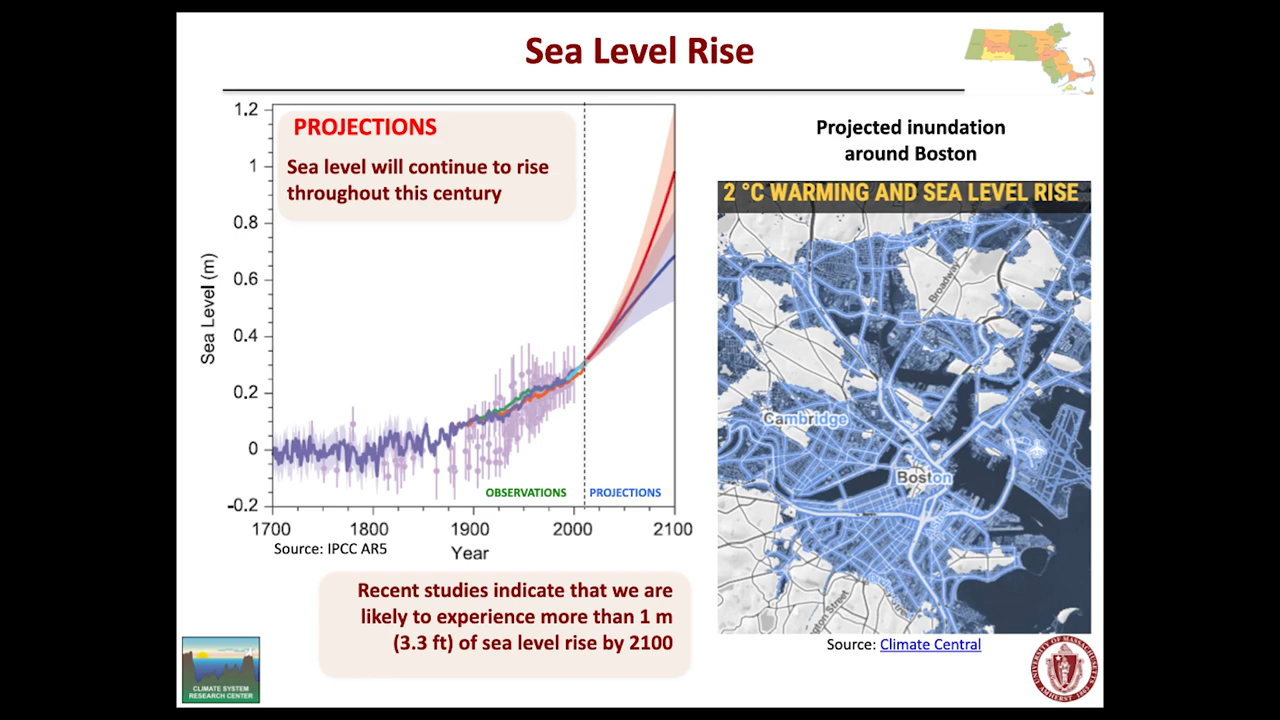 Sea Level Rise
PROJECTIONS
Sea level will continue to rise
throughout this century
1.2
1
0.8
0.6
0.4
0.2
0
-0.2
Sea Level (m)
OBSERVATIONS
PROJECTIONS
1700
1800
1900
2000
2100
Year
Source: IPCC AR5
Recent studies indicate that we are
likely to experience more than 1 m
(3.3 ft) of sea level rise by 2100
Projected inundation
around Boston
2 °C WARMING AND SEA LEVEL RISE
Broadway
Cambridge
Boston
Source: Climate Central
CLIMATE SYSTEM
RESEARCH CENTER
UNIVERSITY OF MASSACHUSETTS
AMHERST